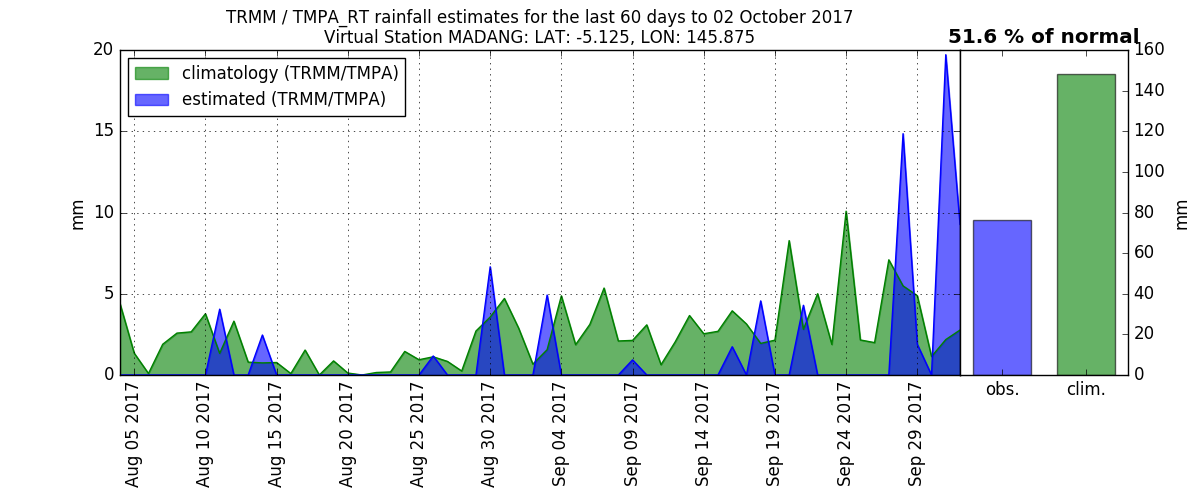 TRMM / TMPA_RT rainfall estimates for the last 60 days to 02 October 2017
Virtual Station MADANG: LAT: -5.125, LON: 145.875
51.6 % of normal
climatology (TRMM/TMPA)
estimated (TRMM/TMPA)
20
15
10
5
0
mm
Aug 05 2017
Aug 10 2017
Aug 15 2017
Aug 20 2017
Aug 25 2017
Aug 30 2017
Sep 04 2017
Sep 09 2017
Sep 14 2017
Sep 19 2017
Sep 24 2017
Sep 29 2017
obs.
clim.
160
140
120
100
80
60
40
20
0
mm